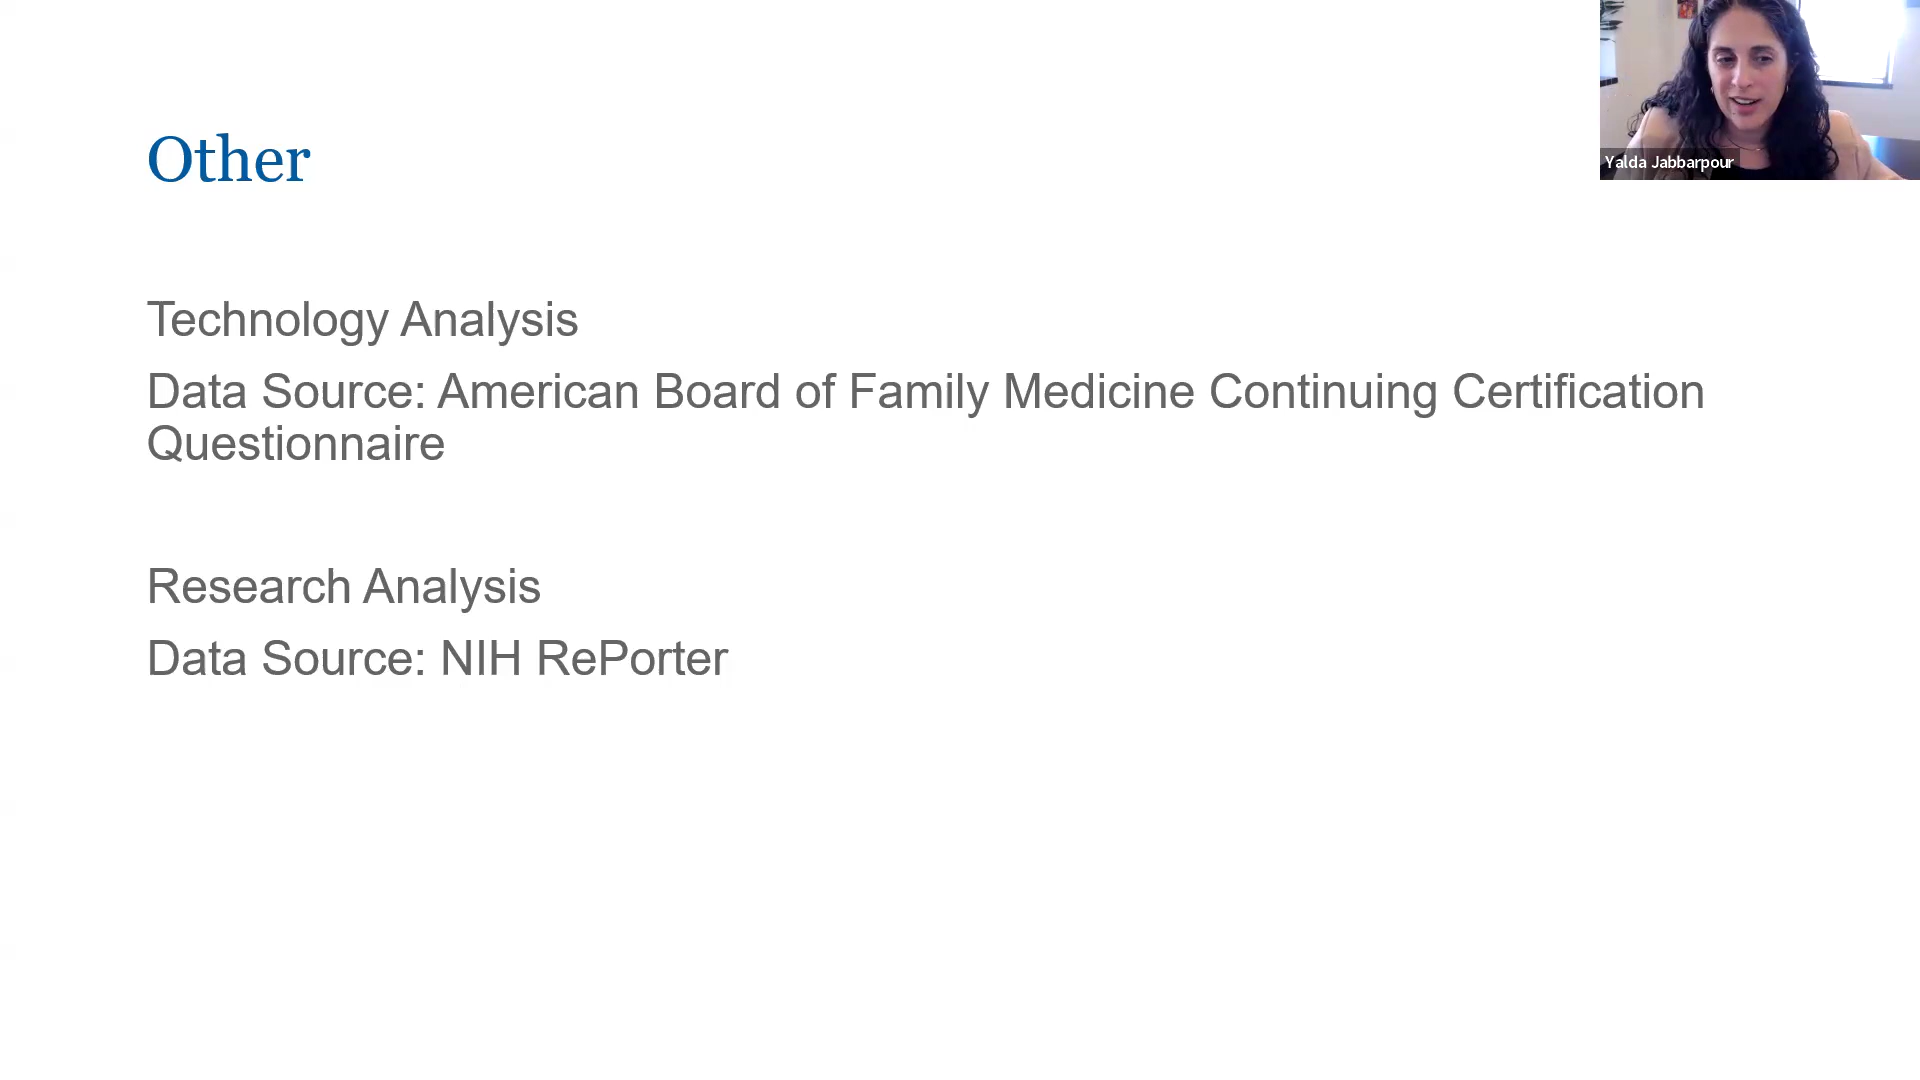 Other
Yalda Jabbarpour
Technology Analysis
Data Source: American Board of Family Medicine Continuing Certification
Questionnaire
Research Analysis
Data Source: NIH RePorter